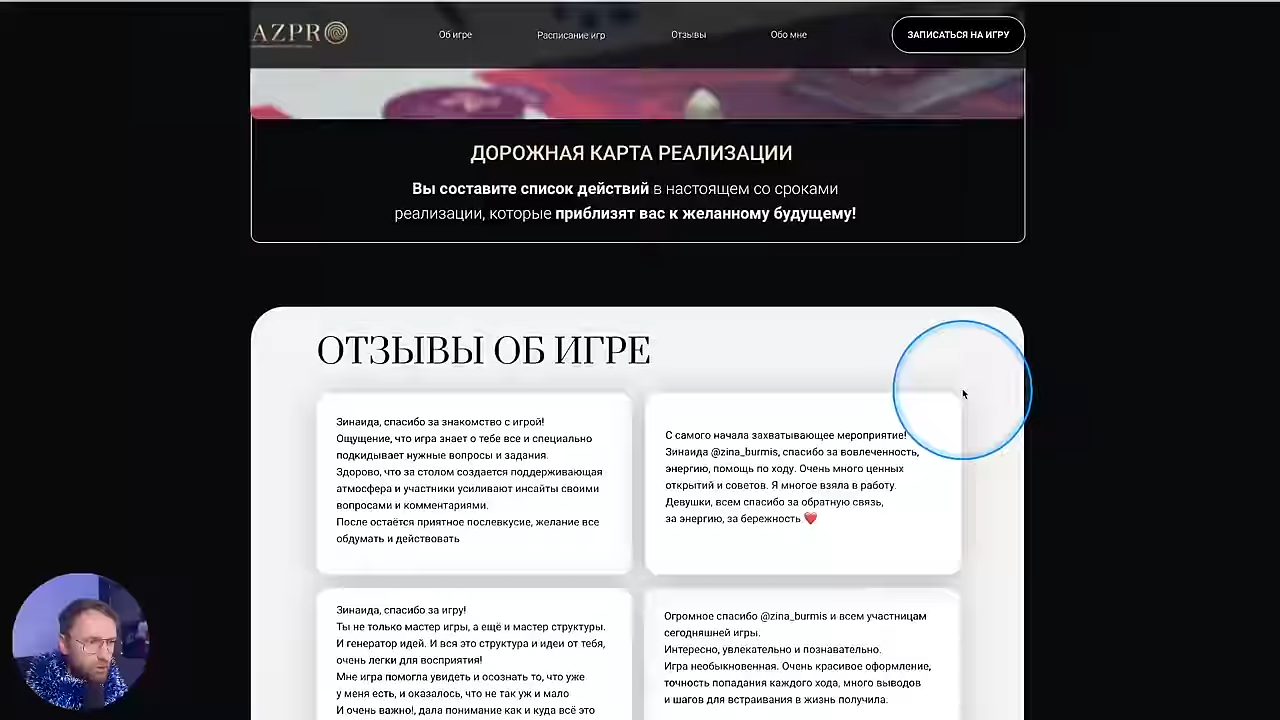 AZPR
Об игре
Расписание игр
Отзывы
Обо мне
ЗАПИСАТЬСЯ НА ИГРУ
ДОРОЖНАЯ КАРТА РЕАЛИЗАЦИИ
Вы составите список действий в настоящем со сроками
реализации, которые приблизят вас к желанному будущему!
ОТЗЫВЫ ОБ ИГРЕ
Зинаида, спасибо за знакомство с игрой!
Ощущение, что игра знает о тебе все и специально
подкидывает нужные вопросы и задания.
Здорово, что за столом создается поддерживающая
атмосфера и участники усиливают инсайты своими
вопросами и комментариями.
После остаётся приятное послевкусие, желание все
обдумать и действовать
С самого начала захватывающее мероприятие!
Зинаида @zina_burmis, спасибо за вовлеченность,
энергию, помощь по ходу. Очень много ценных
открытий и советов. Я многое взяла в работу.
Девушки, всем спасибо за обратную связь,
за энергию, за бережность ❤️
Зинаида, спасибо за игру!
Ты не только мастер игры, а ещё и мастер структуры.
И генератор идей. И вся это структура и идеи от тебя,
очень легки для восприятия!
Мне игра помогла увидеть и осознать то, что уже
у меня есть, и оказалось, что не так уж и мало
И очень важно!, дала понимание как и куда всё это
Огромное спасибо @zina_burmis и всем участницам
сегодняшней игры.
Интересно, увлекательно и познавательно.
Игра необыкновенная. Очень красивое оформление,
точность попадания каждого хода, много выводов
и шагов для встраивания в жизнь получила.